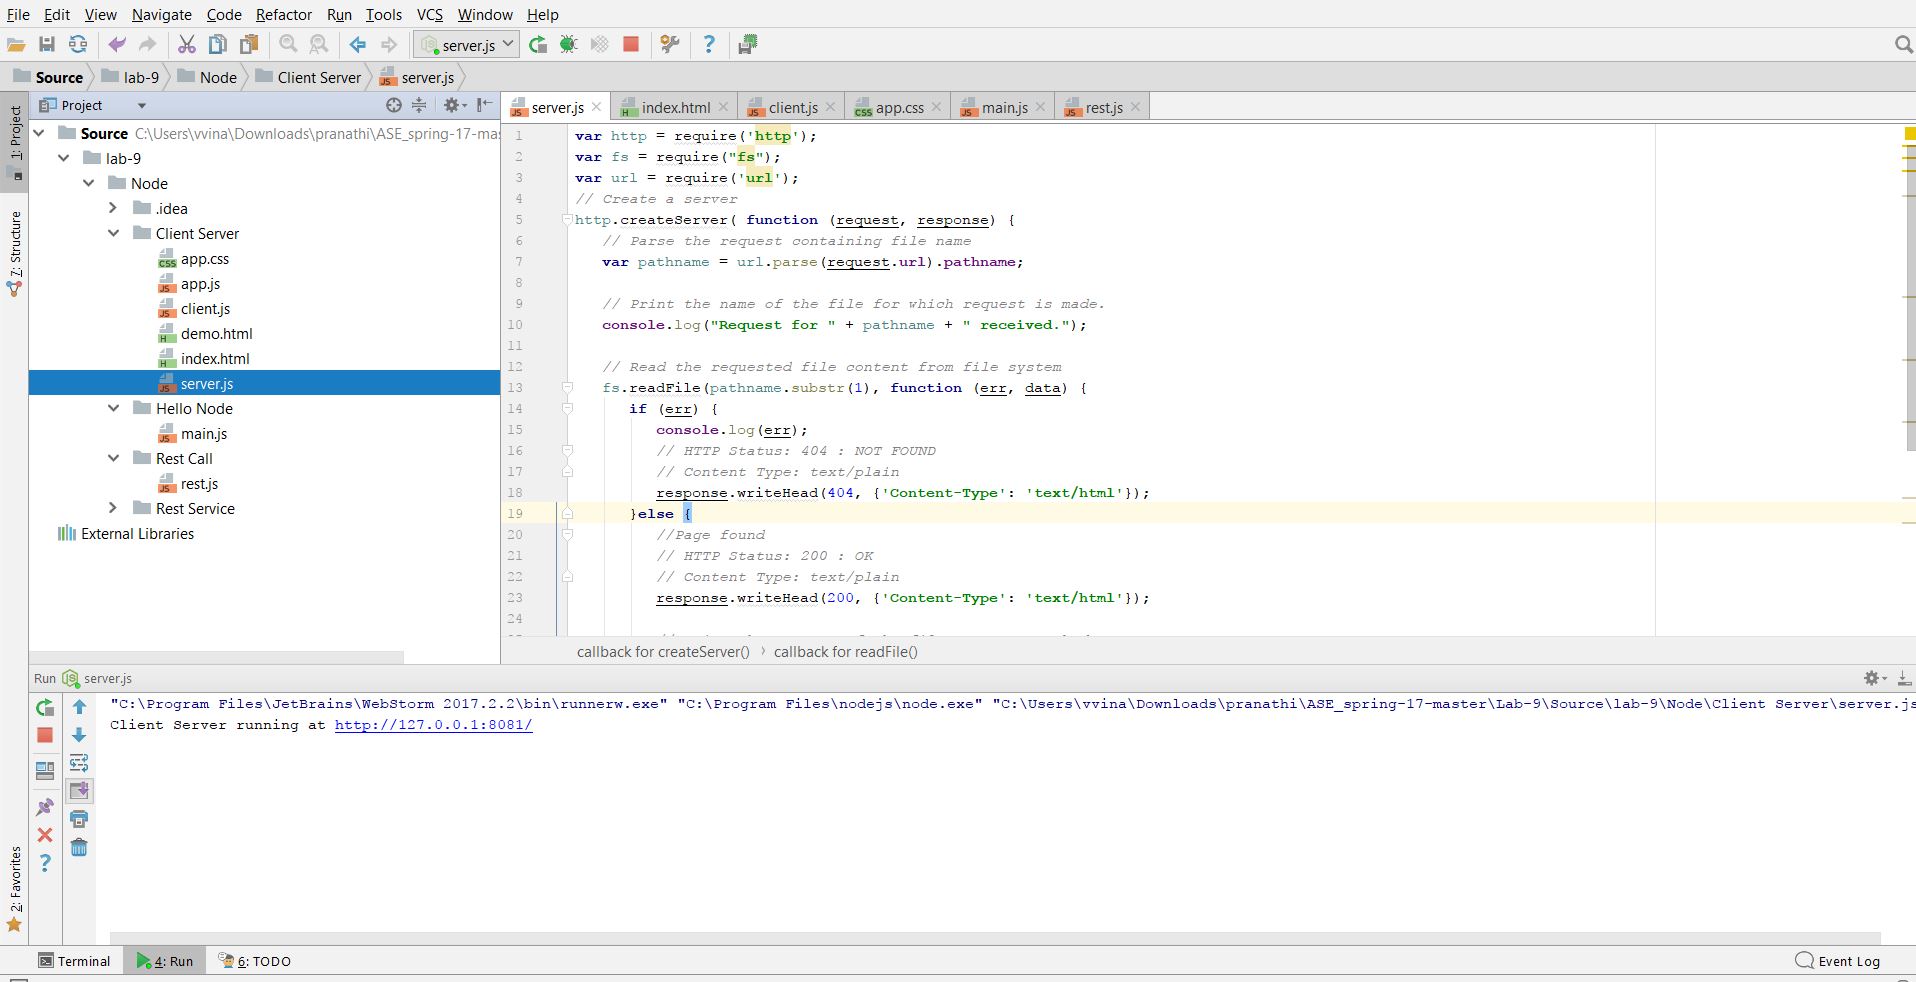 File Edit View Navigate Code Refactor Run Tools VCS Window Help
server.js
Source lab-9 Node Client Server server.js
Project
server.js index.html client.js app.css main.js rest.js
1: Project
7: Structure
2: Favorites
Source C:\Users\vvina\Downloads\pranathi\ASE_spring-17-mas
lab-9
Node
.idea
Client Server
app.css
app.js
client.js
demo.html
index.html
server.js
Hello Node
main.js
Rest Call
rest.js
Rest Service
External Libraries
1 var http = require('http');
2 var fs = require("fs");
3 var url = require('url');
4 // Create a server
5 http.createServer( function (request, response) {
6 // Parse the request containing file name
7 var pathname = url.parse(request.url).pathname;
8
9 // Print the name of the file for which request is made.
10 console.log("Request for " + pathname + " received.");
11
12 // Read the requested file content from file system
13 fs.readFile(pathname.substr(1), function (err, data) {
14 if (err) {
15 console.log(err);
16 // HTTP Status: 404 : NOT FOUND
17 // Content Type: text/plain
18 response.writeHead(404, {'Content-Type': 'text/html'});
19 }else {
20 //Page found
21 // HTTP Status: 200 : OK
22 // Content Type: text/plain
23 response.writeHead(200, {'Content-Type': 'text/html'});
24
callback for createServer() callback for readFile()
Run server.js
"C:\Program Files\JetBrains\WebStorm 2017.2.2\bin\runnerw.exe" "C:\Program Files\nodejs\node.exe" "C:\Users\vvina\Downloads\pranathi\ASE_spring-17-master\Lab-9\Source\lab-9\Node\Client Server\server.js
Client Server running at http://127.0.0.1:8081/
Terminal 4: Run 6: TODO Event Log